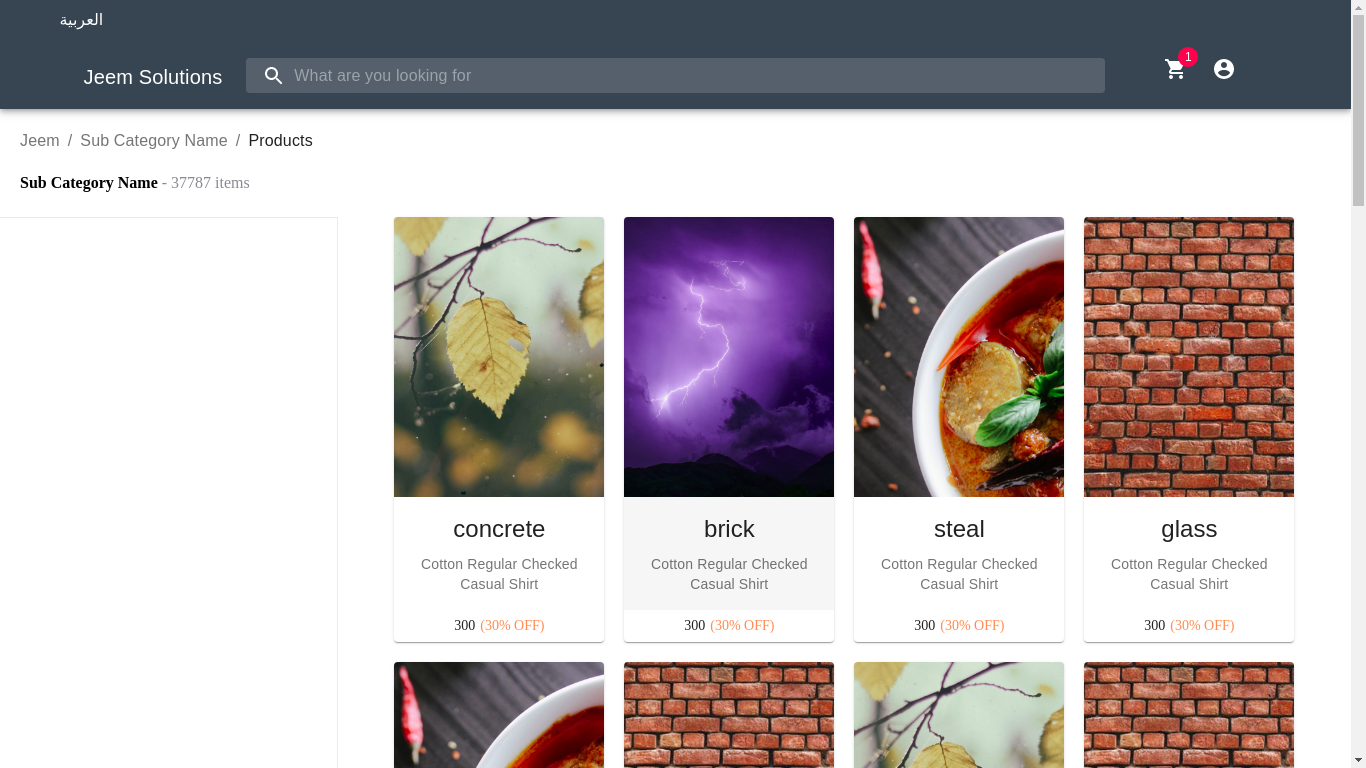 العربية
Jeem Solutions
What are you looking for
1
Jeem / Sub Category Name / Products
Sub Category Name - 37787 items
concrete
Cotton Regular Checked
Casual Shirt
300 (30% OFF)
brick
Cotton Regular Checked
Casual Shirt
300 (30% OFF)
steal
Cotton Regular Checked
Casual Shirt
300 (30% OFF)
glass
Cotton Regular Checked
Casual Shirt
300 (30% OFF)